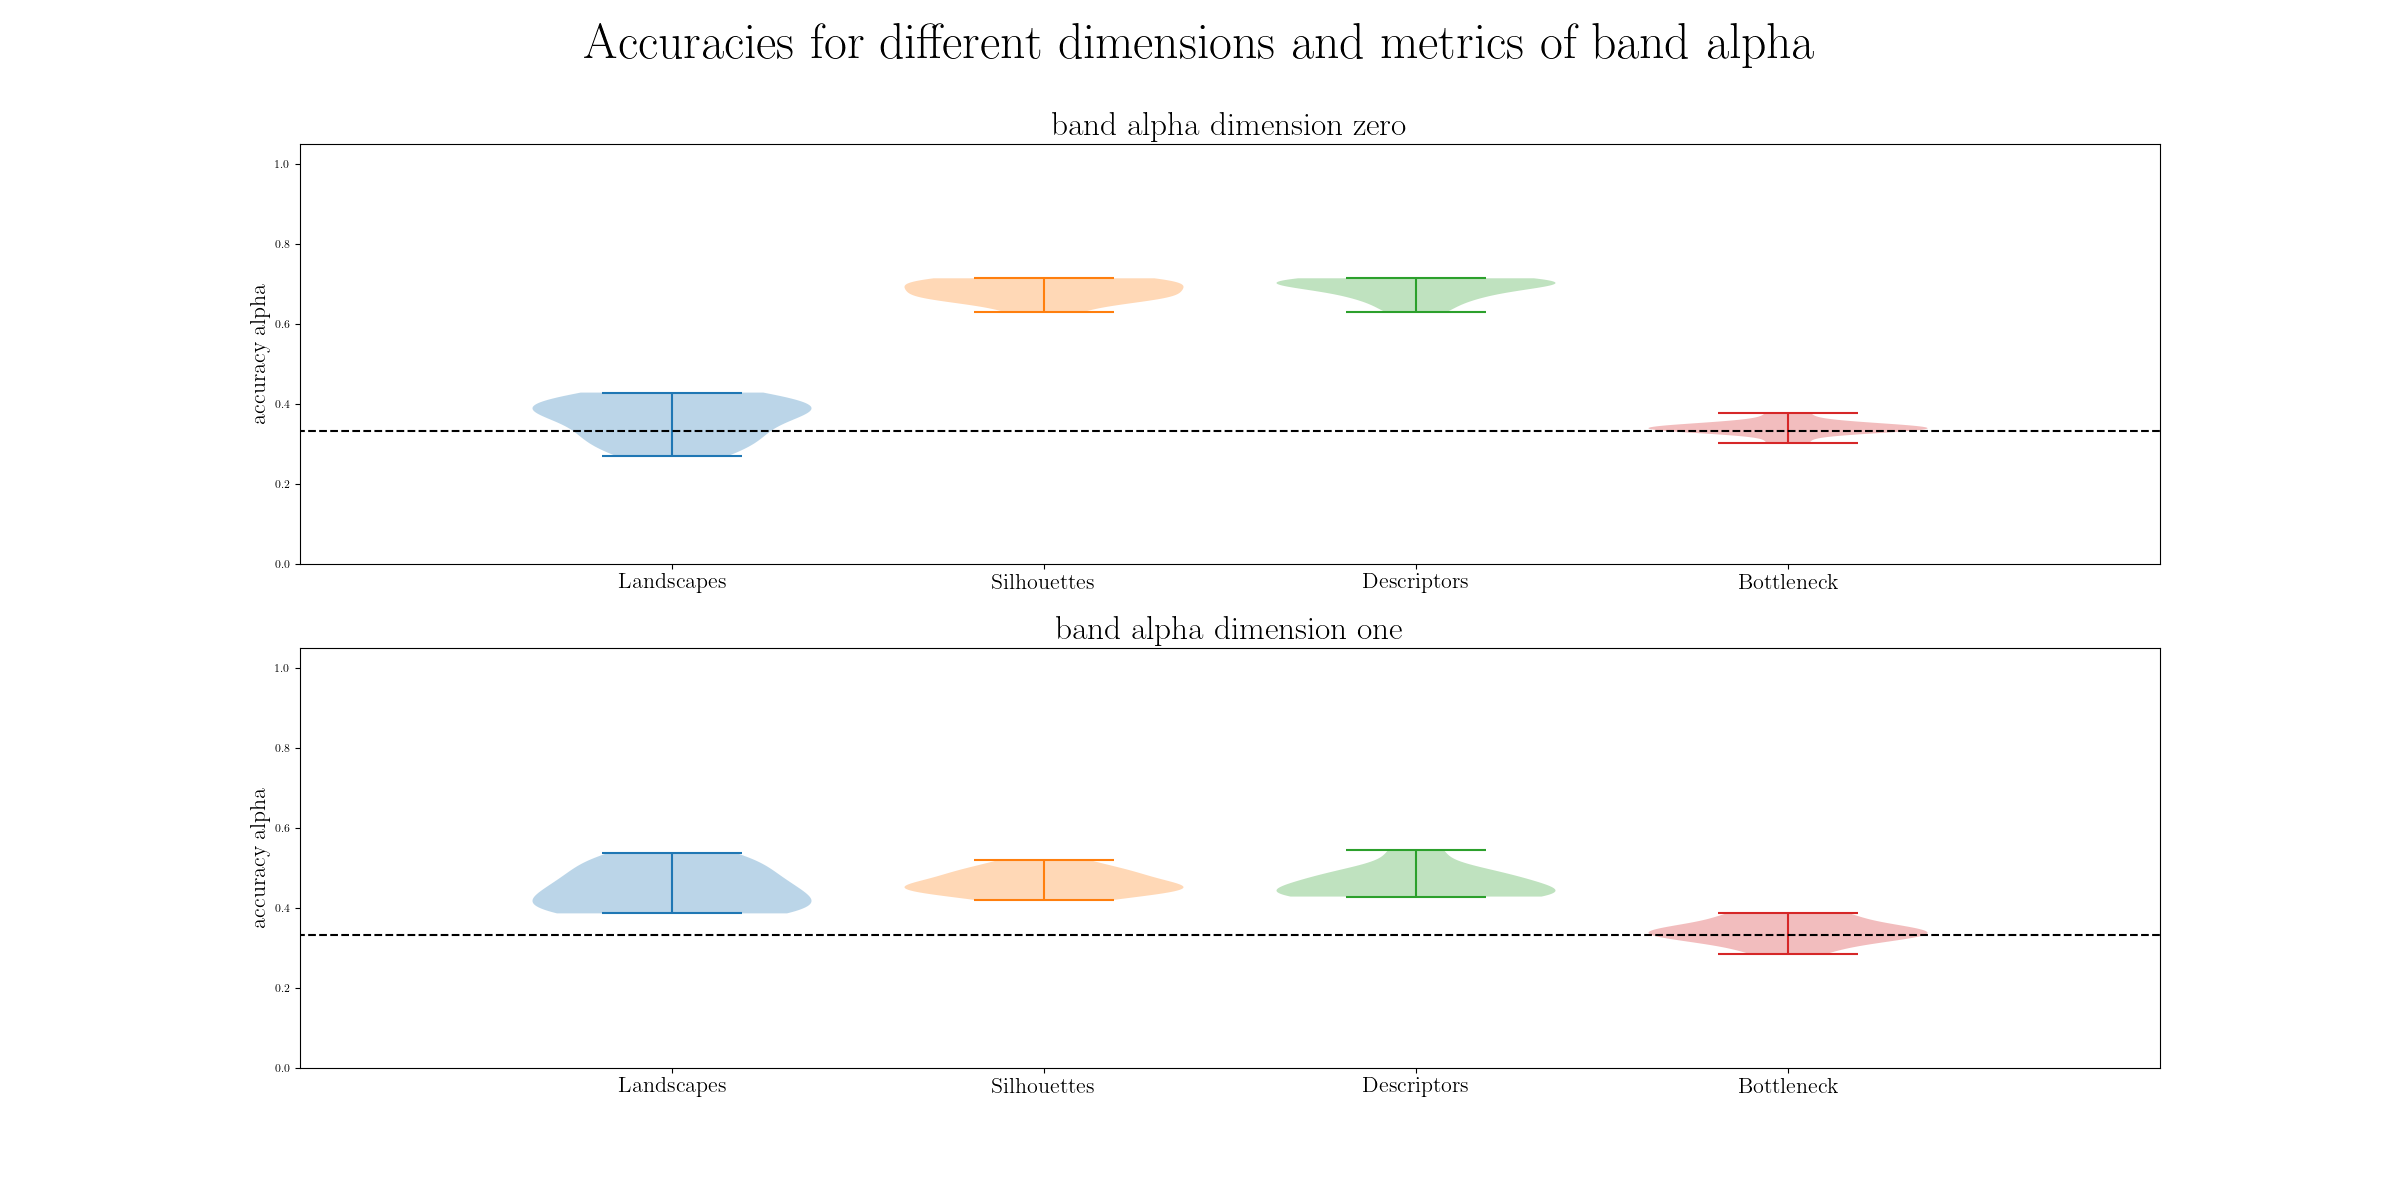 Accuracies for different dimensions and metrics of band alpha
band alpha dimension zero
accuracy alpha
1.0
0.8
0.6
0.4
0.2
0.0
Landscapes Silhouettes Descriptors Bottleneck
band alpha dimension one
accuracy alpha
1.0
0.8
0.6
0.4
0.2
0.0
Landscapes Silhouettes Descriptors Bottleneck